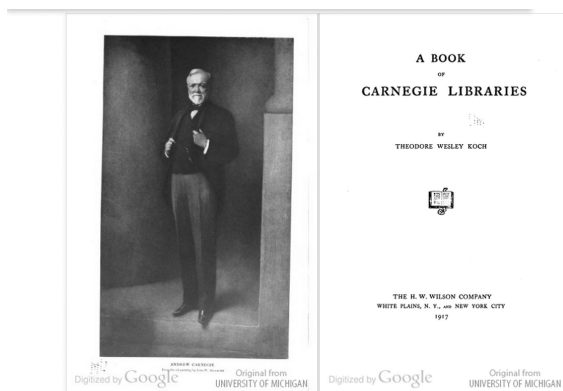 ANDREW CARNEGIE
Digitized by Google
Original from
UNIVERSITY OF MICHIGAN
A BOOK
OF
CARNEGIE LIBRARIES
BY
THEODORE WESLEY KOCH
THE H. W. WILSON COMPANY
WHITE PLAINS, N. Y., AND NEW YORK CITY
1917
Digitized by Google
Original from
UNIVERSITY OF MICHIGAN